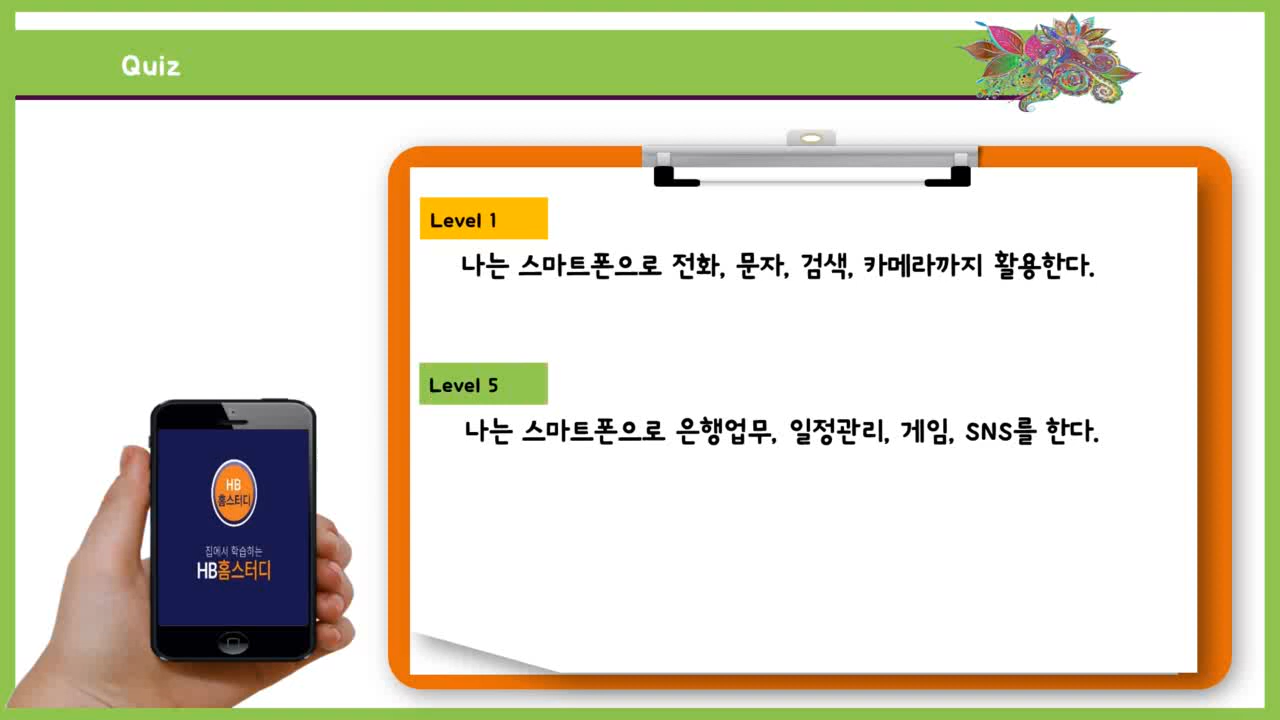 Quiz
Level 1
나는 스마트폰으로 전화, 문자, 검색, 카메라까지 활용한다.
Level 5
나는 스마트폰으로 은행업무, 일정관리, 게임, SNS를 한다.
HB
홈스터디
집에서 학습하는
HB홈스터디